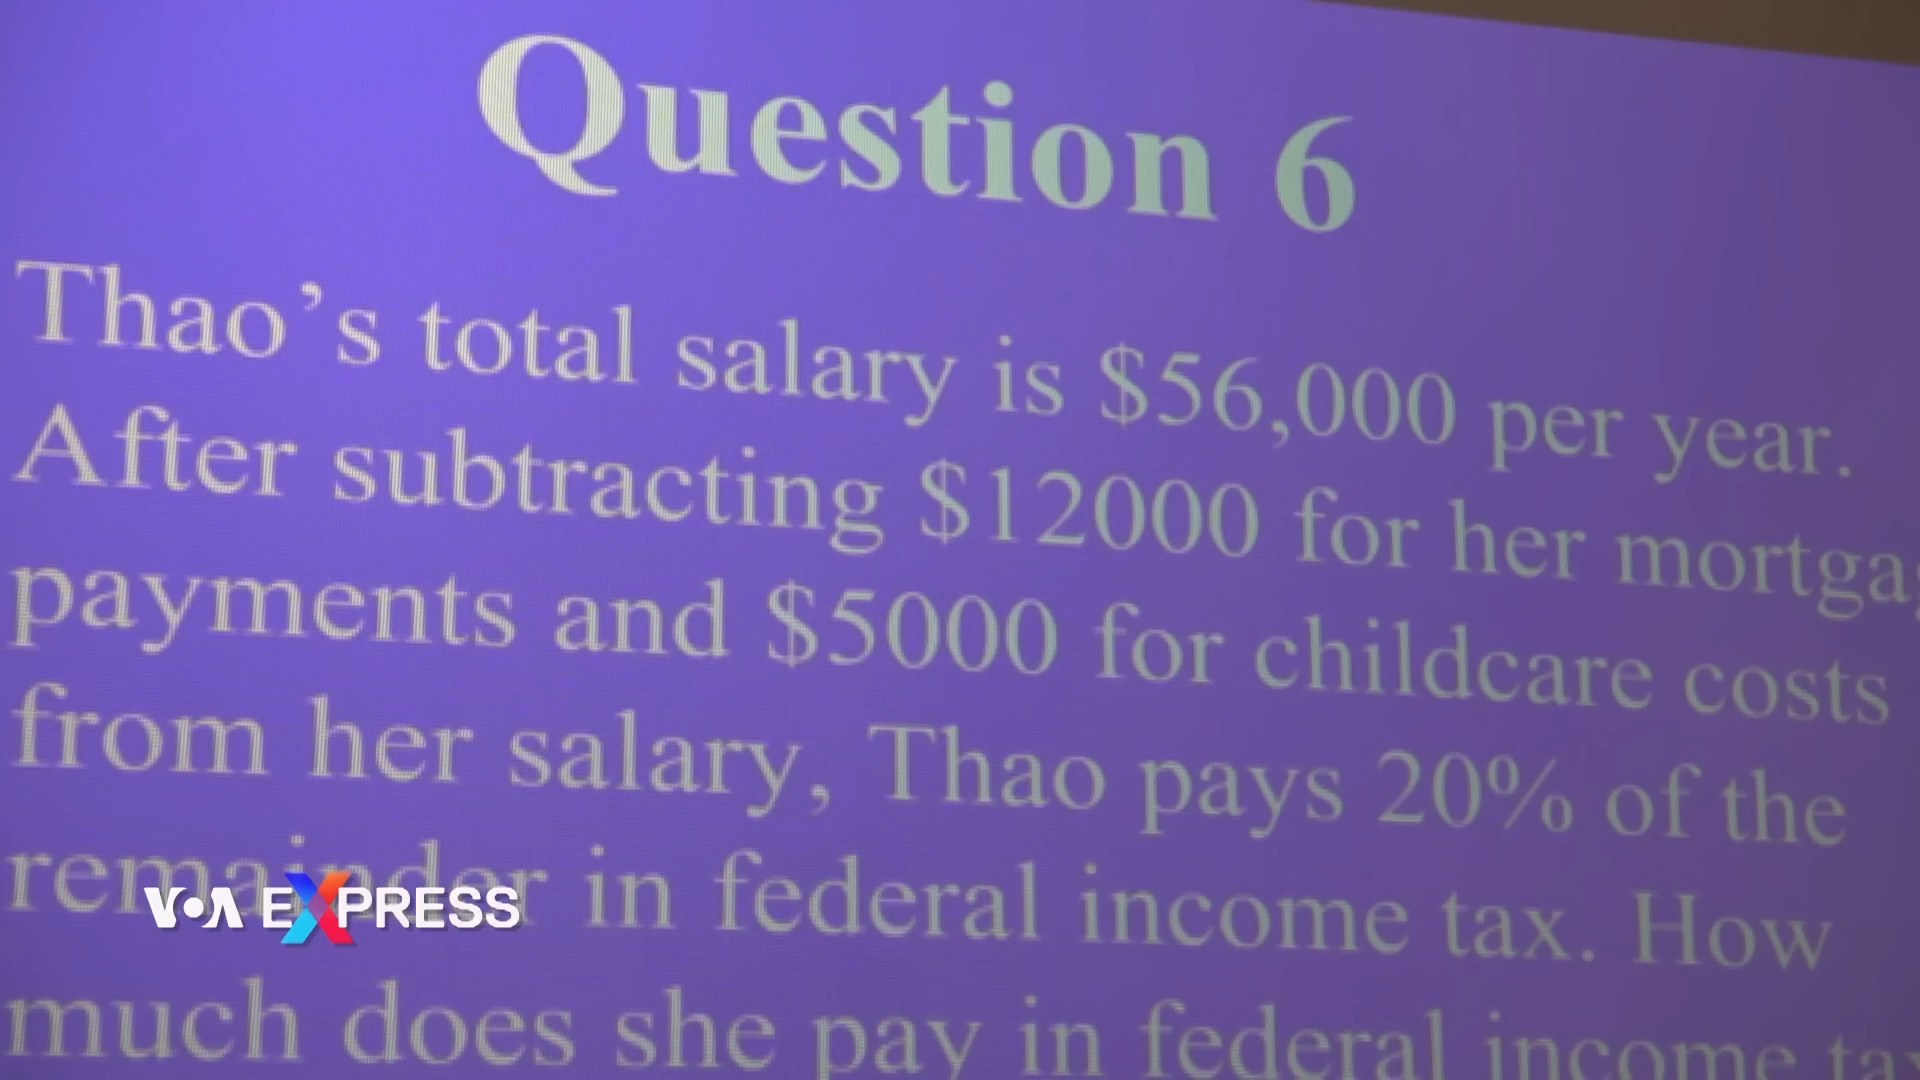 Question 6
Thao's total salary is $56,000 per year.
After subtracting $12000 for her mortga
payments and $5000 for childcare costs
from her salary, Thao pays 20% of the
remainder in federal income tax. How
much does she pay in federal income tax
VOA EXPRESS